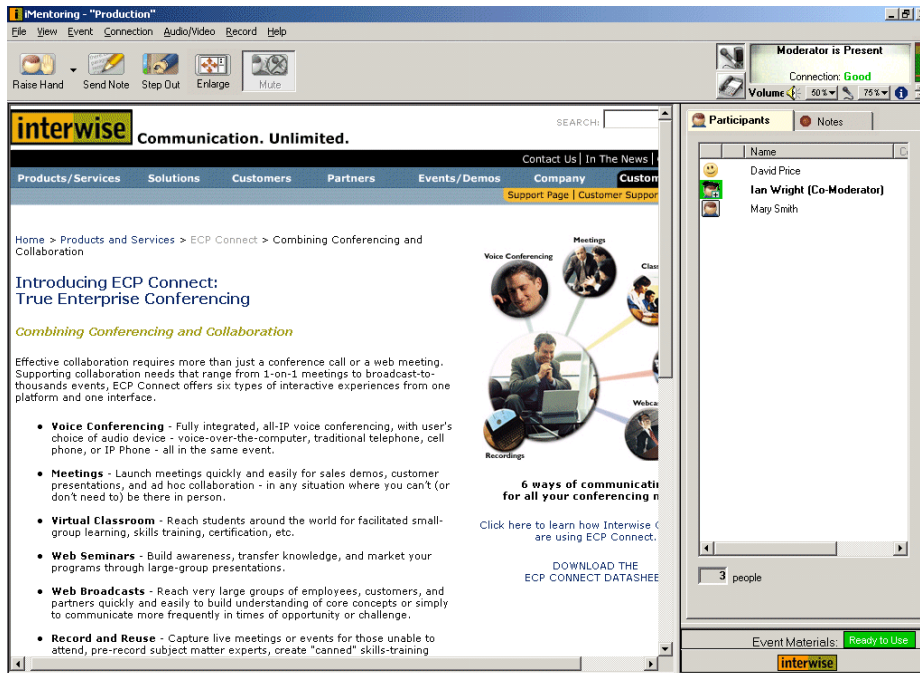 iMentoring - "Production"
File View Event Connection Audio/Video Record Help
Raise Hand Send Note Step Out Enlarge Mute
Moderator is Present
Connection: Good
Volume 50% 75%
interwise Communication. Unlimited.
SEARCH:
Contact Us| In The News |
Products/Services Solutions Customers Partners Events/Demos Company Custom
Support Page | Customer Suppor
Home > Products and Services > ECP Connect > Combining Conferencing and
Collaboration
Introducing ECP Connect:
True Enterprise Conferencing
Combining Conferencing and Collaboration
Effective collaboration requires more than just a conference call or a web meeting.
Supporting collaboration needs that range from 1-on-1 meetings to broadcast-to-
thousands events, ECP Connect offers six types of interactive experiences from one
platform and one interface.
• Voice Conferencing - Fully integrated, all-IP voice conferencing, with user's
choice of audio device - voice-over-the-computer, traditional telephone, cell
phone, or IP Phone - all in the same event.
• Meetings - Launch meetings quickly and easily for sales demos, customer
presentations, and ad hoc collaboration - in any situation where you can't (or
don't need to) be there in person.
• Virtual Classroom - Reach students around the world for facilitated small-
group learning, skills training, certification, etc.
• Web Seminars - Build awareness, transfer knowledge, and market your
programs through large-group presentations.
• Web Broadcasts - Reach very large groups of employees, customers, and
partners quickly and easily to build understanding of core concepts or simply
to communicate more frequently in times of opportunity or challenge.
• Record and Reuse - Capture live meetings or events for those unable to
attend, pre-record subject matter experts, create "canned" skills-training
Meetings
Voice Conferencing
Class
Webca
Recordings
6 ways of communicati
for all your conferencing n
Click here to learn how Interwise
are using ECP Connect.
DOWNLOAD THE
ECP CONNECT DATASHEE
Participants Notes
Name
David Price
Ian Wright (Co-Moderator)
Mary Smith
3 people
Event Materials: Ready to Use
interwise